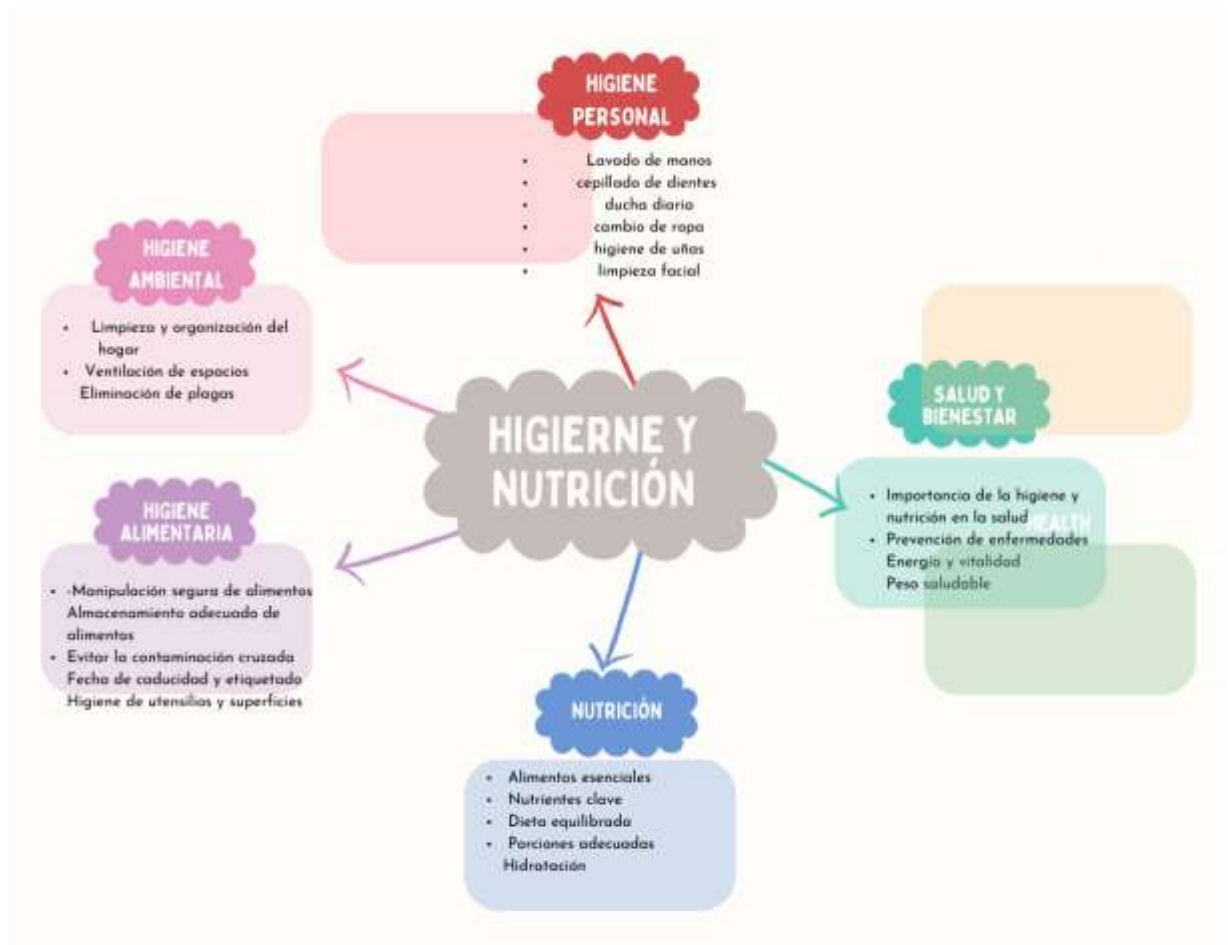 HIGIENE
PERSONAL
• Lavado de manos
• cepillado de dientes
• ducha diaria
• cambio de ropa
• higiene de uñas
• limpieza facial
HIGIENE
AMBIENTAL
• Limpieza y organización del
hogar
• Ventilación de espacios
Eliminación de plagas
SALUD Y
BIENESTAR
• Importancia de la higiene y
nutrición en la salud
HEALTH
• Prevención de enfermedades
Energía y vitalidad
Peso saludable
HIGIERNE Y
NUTRICIÓN
HIGIENE
ALIMENTARIA
• -Manipulación segura de alimentos
Almacenamiento adecuado de
alimentos
• Evitar la contaminación cruzada
Fecha de caducidad y etiquetado
Higiene de utensilios y superficies
NUTRICIÓN
• Alimentos esenciales
• Nutrientes clave
• Dieta equilibrada
• Porciones adecuadas
Hidratación